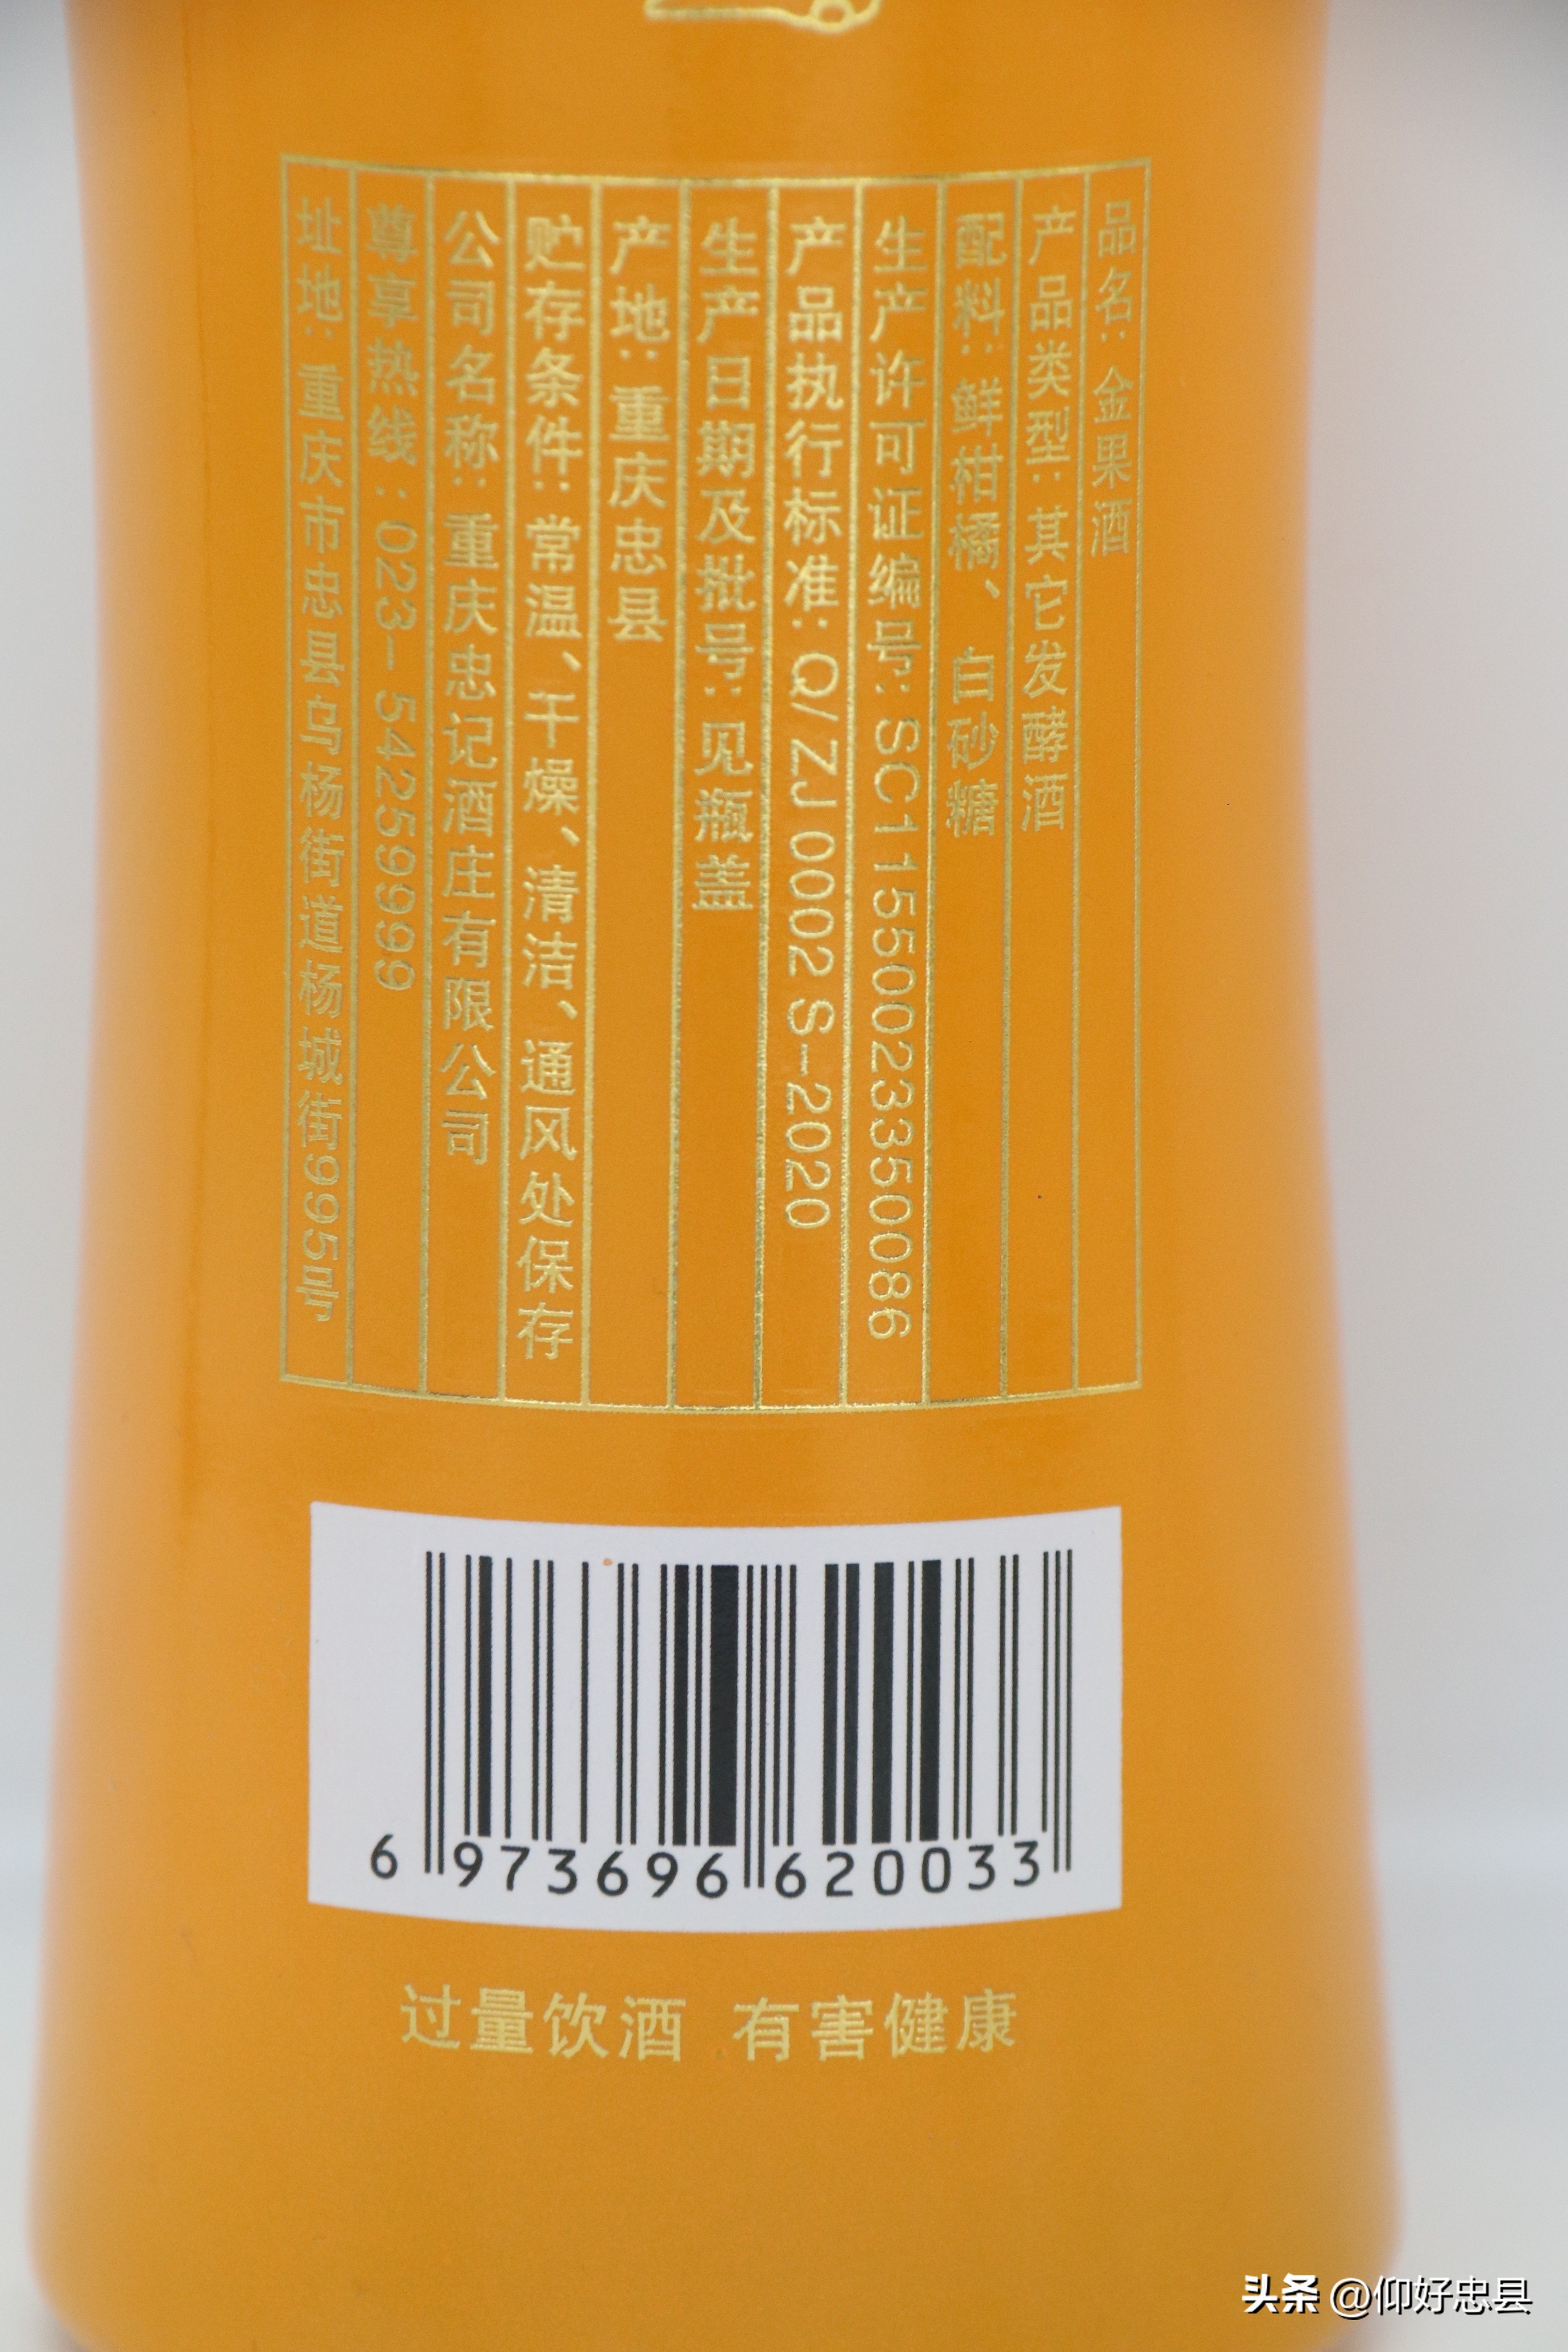 品名：金果酒
产品类型：其它发酵酒
配料：鲜柑橘、白砂糖
生产许可证编号：SC11550023350086
产品执行标准：Q/ZJ 0002 S-2020
生产日期及批号：见瓶盖
产地：重庆忠县
贮存条件：常温、干燥、清洁、通风处保存
公司名称：重庆忠记酒庄有限公司
尊享热线：023-54259999
址地：重庆市忠县乌杨街道杨城街995号
6 973696 620033
过量饮酒 有害健康
头条 @仰好忠县